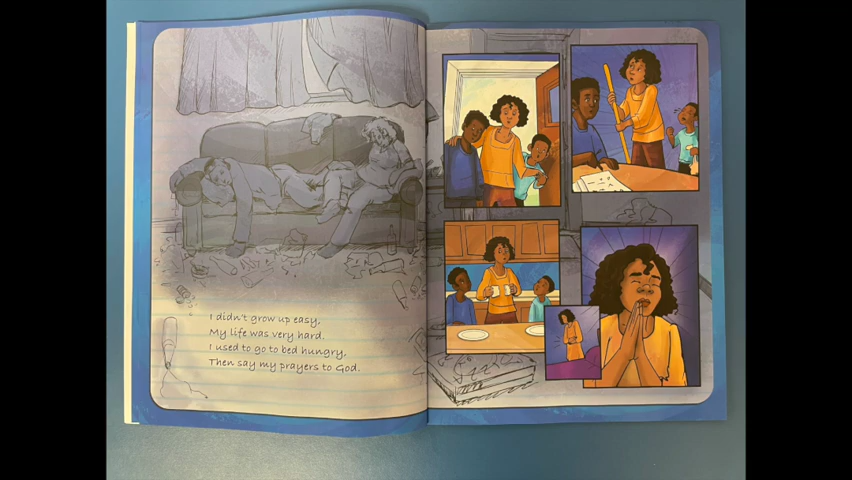 I didn't grow up easy.
My life was very hard.
I used to go to bed hungry,
Then say my prayers to God.